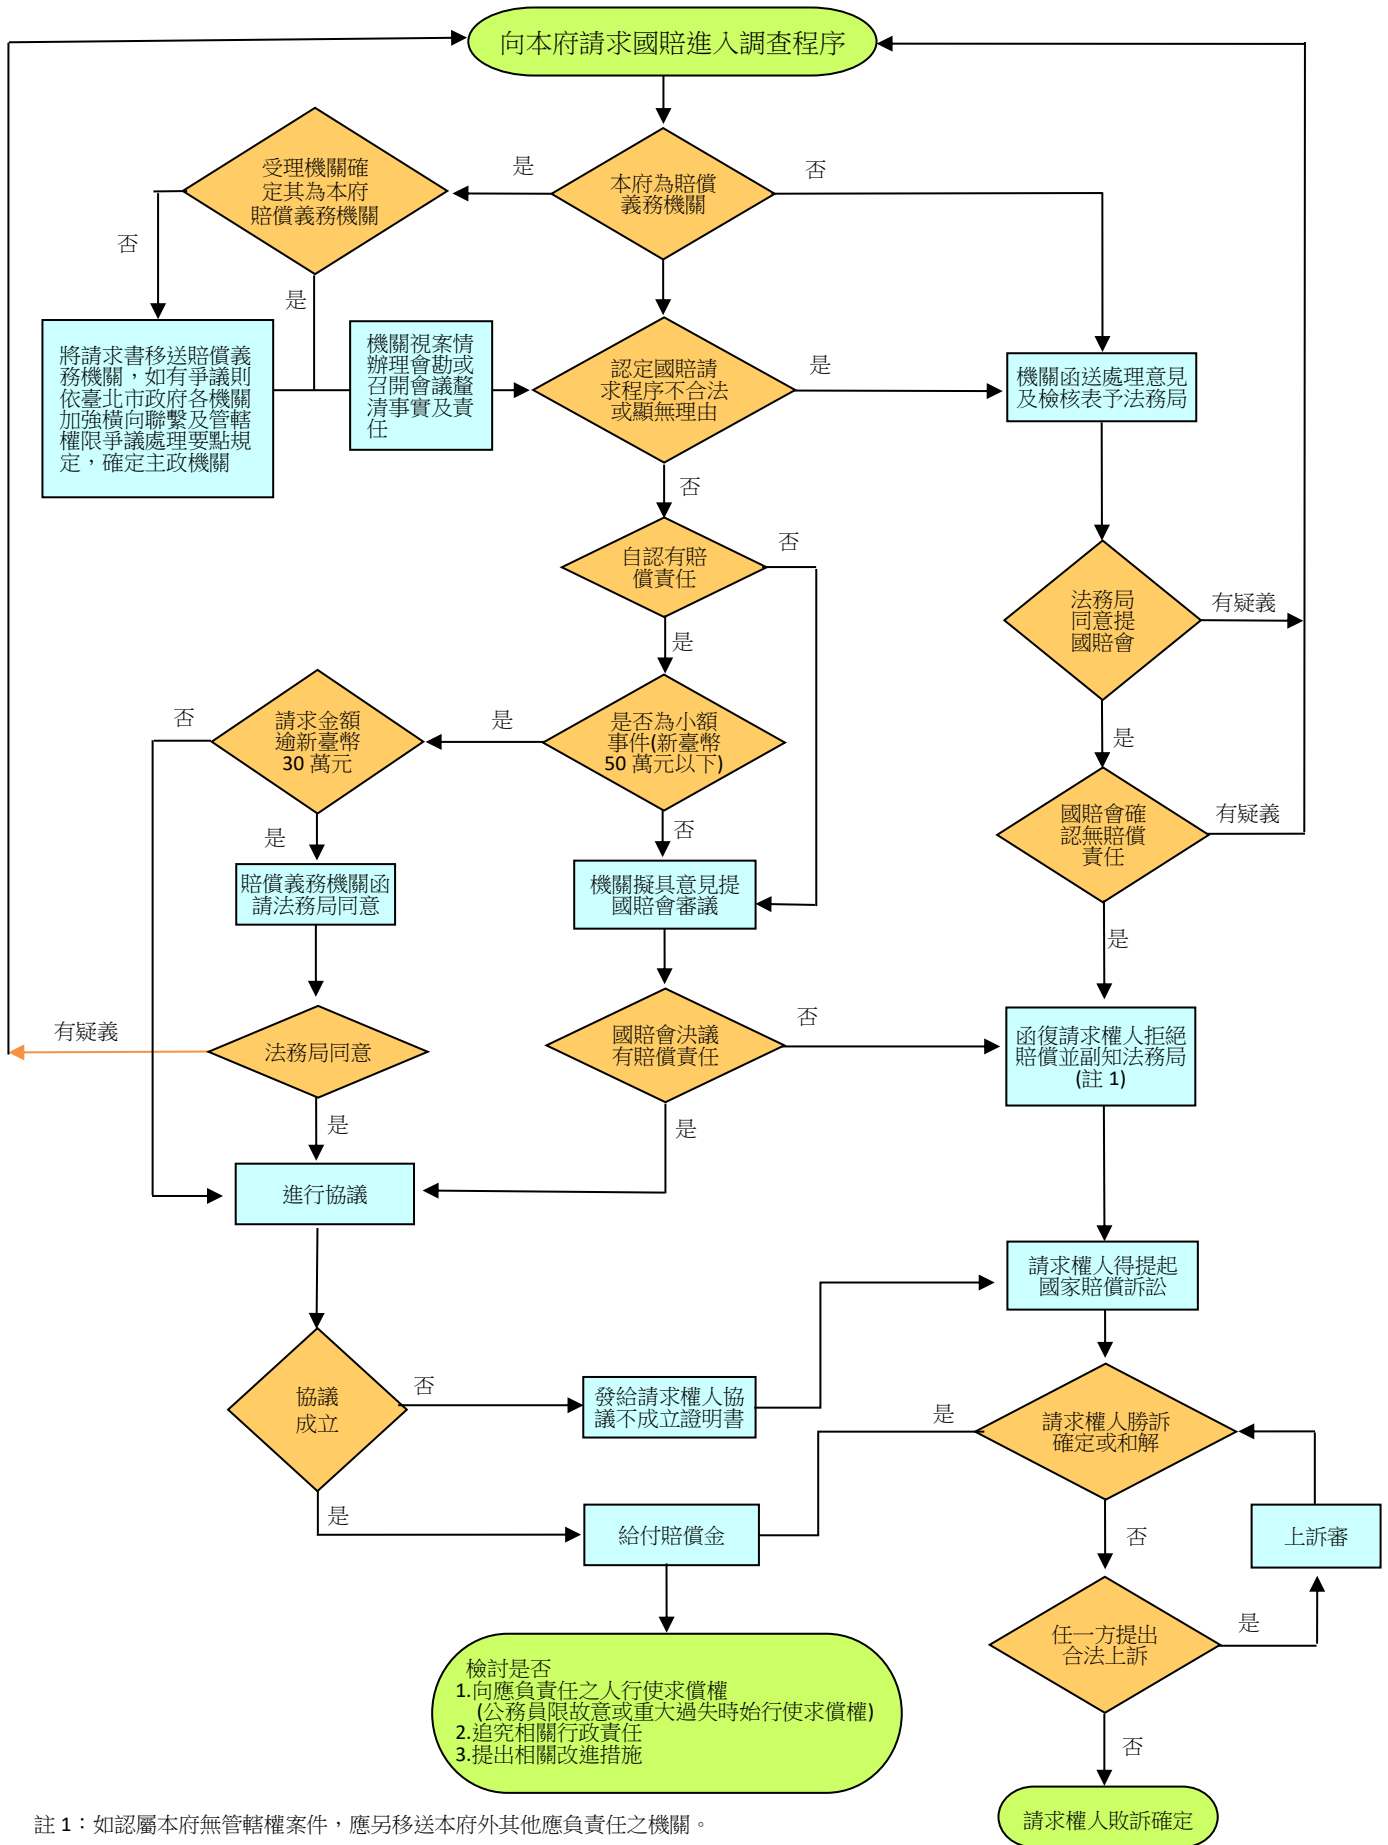 向本府請求國賠進入調查程序
受理機關確
定其為本府
賠償義務機關
是
本府為賠償
義務機關
否
否
是
將請求書移送賠償義
務機關，如有爭議則
依臺北市政府各機關
加強橫向聯繫及管轄
權限爭議處理要點規
定，確定主政機關
機關視案情
辦理會勘或
召開會議釐
清事實及責
任
認定國賠請
求程序不合法
或顯無理由
是
機關函送處理意見
及檢核表予法務局
否
自認有賠
償責任
否
法務局
同意提
國賠會
有疑義
是
否
請求金額
逾新臺幣
30 萬元
是
是否為小額
事件(新臺幣
50 萬元以下)
是
國賠會確
認無賠償
責任
有疑義
是
否
賠償義務機關函
請法務局同意
機關擬具意見提
國賠會審議
是
有疑義
法務局同意
國賠會決議
有賠償責任
否
函復請求權人拒絕
賠償並副知法務局
(註 1)
是
是
進行協議
請求權人得提起
國家賠償訴訟
協議
成立
否
發給請求權人協
議不成立證明書
是
請求權人勝訴
確定或和解
是
給付賠償金
否
上訴審
任一方提出
合法上訴
是
檢討是否
1.向應負責任之人行使求償權
(公務員限故意或重大過失時始行使求償權)
2.追究相關行政責任
3.提出相關改進措施
否
請求權人敗訴確定
註 1：如認屬本府無管轄權案件，應另移送本府外其他應負責任之機關。